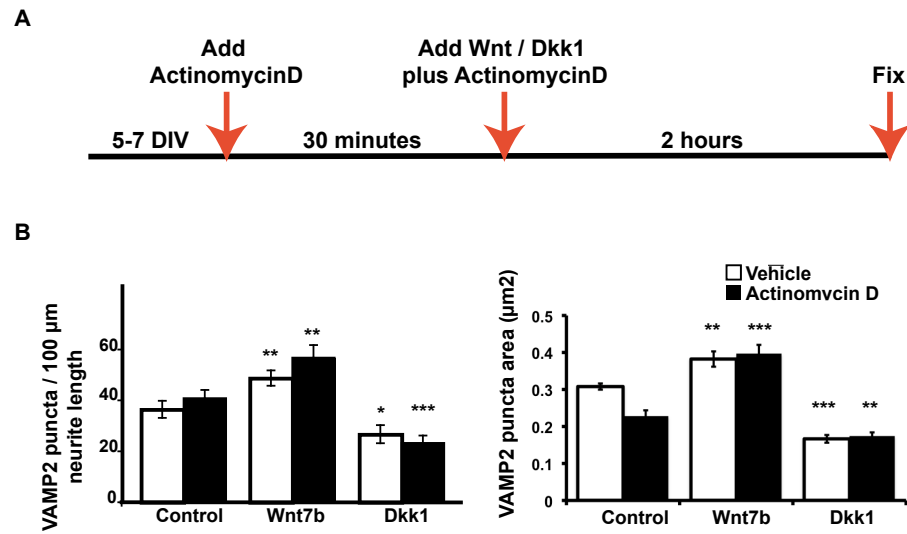 A
Add
ActinomycinD
Add Wnt / Dkk1
plus ActinomycinD
Fix
5-7 DIV
30 minutes
2 hours
B
VAMP2 puncta / 100 µm
neurite length
60
40
20
0
**
**
*
***
Control
Wnt7b
Dkk1
Vehicle
Actinomycin D
VAMP2 puncta area (µm2)
0.5
0.4
0.3
0.2
0.1
0
**
***
***
**
Control
Wnt7b
Dkk1